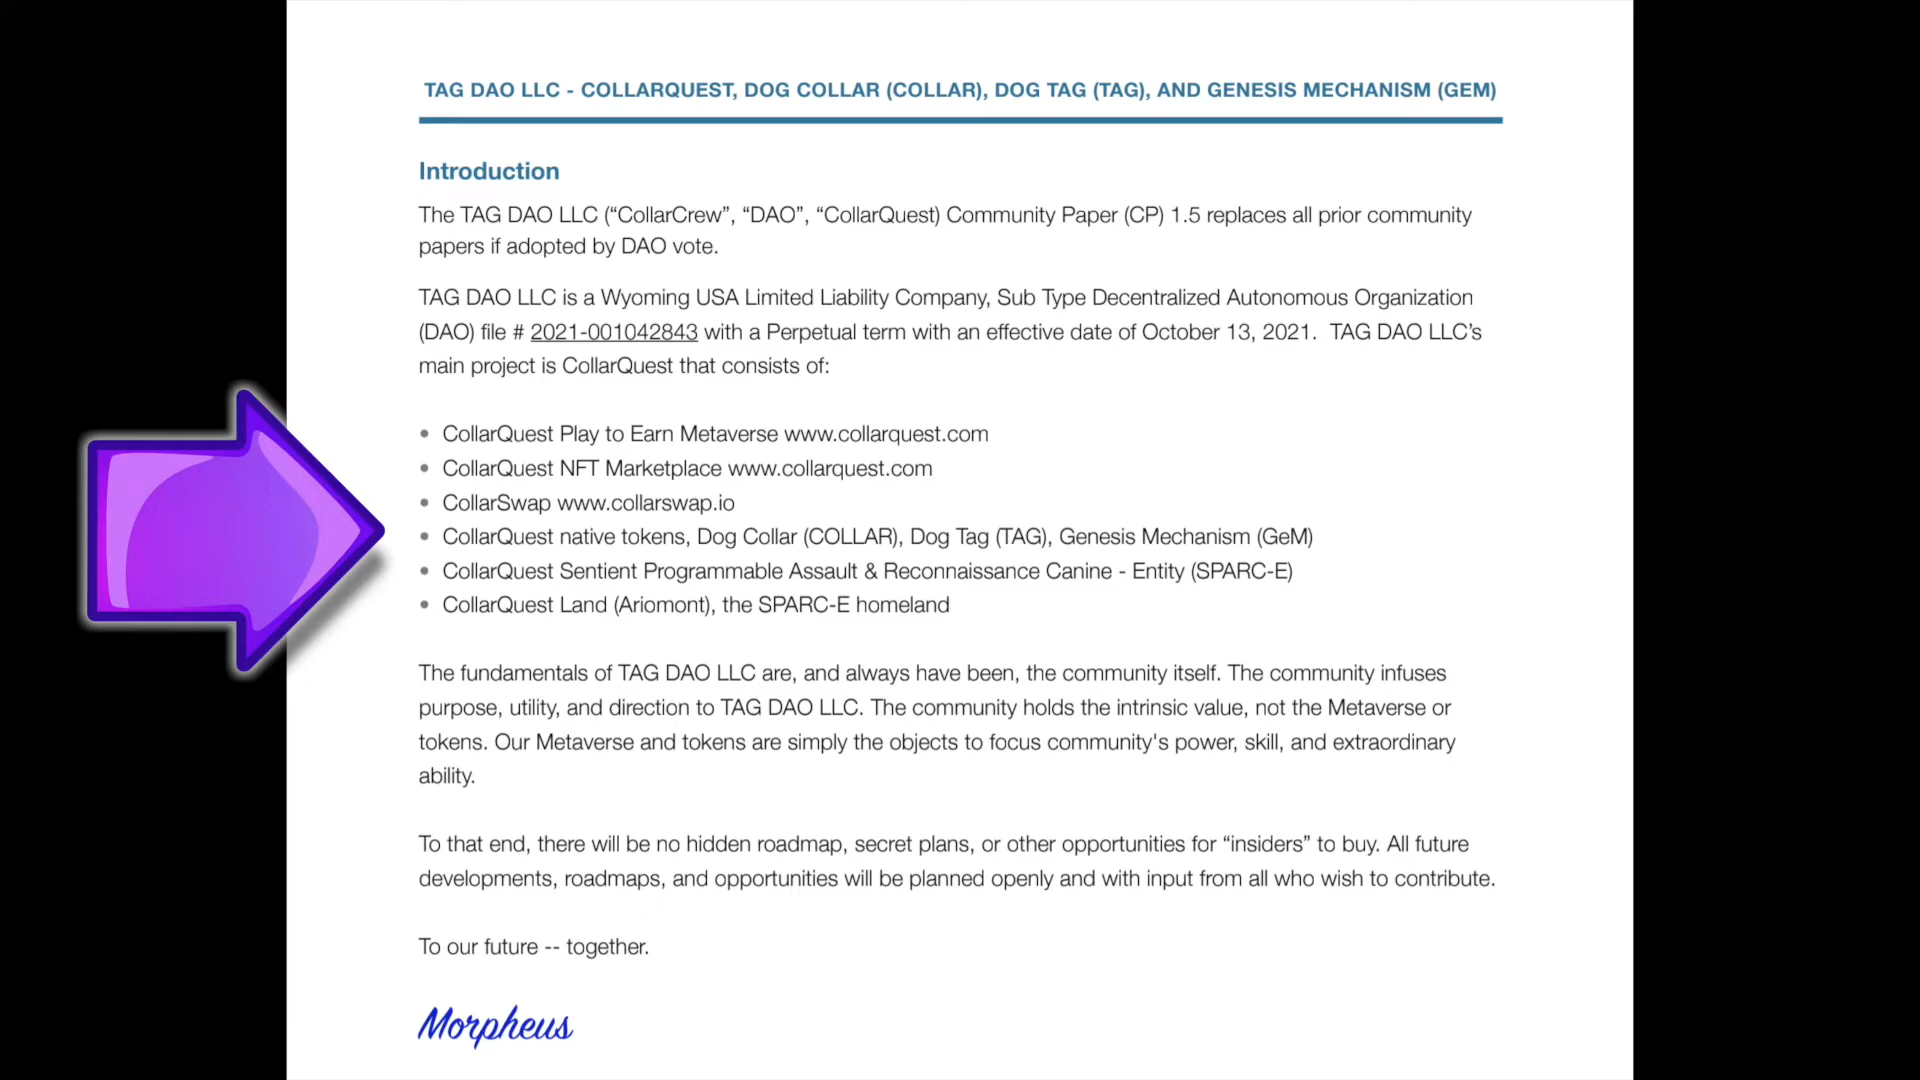 TAG DAO LLC - COLLARQUEST, DOG COLLAR (COLLAR), DOG TAG (TAG), AND GENESIS MECHANISM (GEM)
Introduction
The TAG DAO LLC (“CollarCrew”, “DAO”, “CollarQuest) Community Paper (CP) 1.5 replaces all prior community
papers if adopted by DAO vote.
TAG DAO LLC is a Wyoming USA Limited Liability Company, Sub Type Decentralized Autonomous Organization
(DAO) file # 2021-001042843 with a Perpetual term with an effective date of October 13, 2021. TAG DAO LLC’s
main project is CollarQuest that consists of:
• CollarQuest Play to Earn Metaverse www.collarquest.com
• CollarQuest NFT Marketplace www.collarquest.com
• CollarSwap www.collarswap.io
• CollarQuest native tokens, Dog Collar (COLLAR), Dog Tag (TAG), Genesis Mechanism (GeM)
• CollarQuest Sentient Programmable Assault & Reconnaissance Canine - Entity (SPARC-E)
• CollarQuest Land (Ariomont), the SPARC-E homeland
The fundamentals of TAG DAO LLC are, and always have been, the community itself. The community infuses
purpose, utility, and direction to TAG DAO LLC. The community holds the intrinsic value, not the Metaverse or
tokens. Our Metaverse and tokens are simply the objects to focus community's power, skill, and extraordinary
ability.
To that end, there will be no hidden roadmap, secret plans, or other opportunities for “insiders” to buy. All future
developments, roadmaps, and opportunities will be planned openly and with input from all who wish to contribute.
To our future -- together.
Morpheus